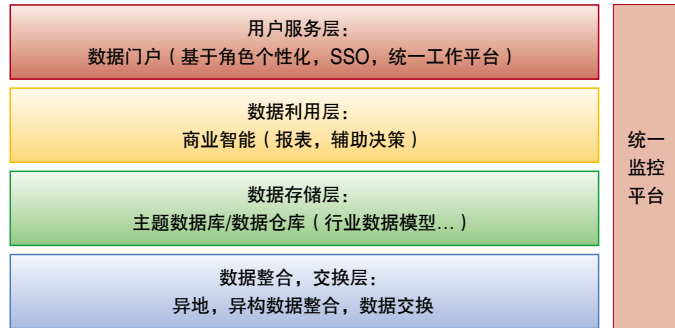 用户服务层：
数据门户（基于角色个性化，SSO，统一工作平台）
数据利用层：
商业智能（报表，辅助决策）
数据存储层：
主题数据库/数据仓库（行业数据模型...）
数据整合，交换层：
异地，异构数据整合，数据交换
统一
监控
平台